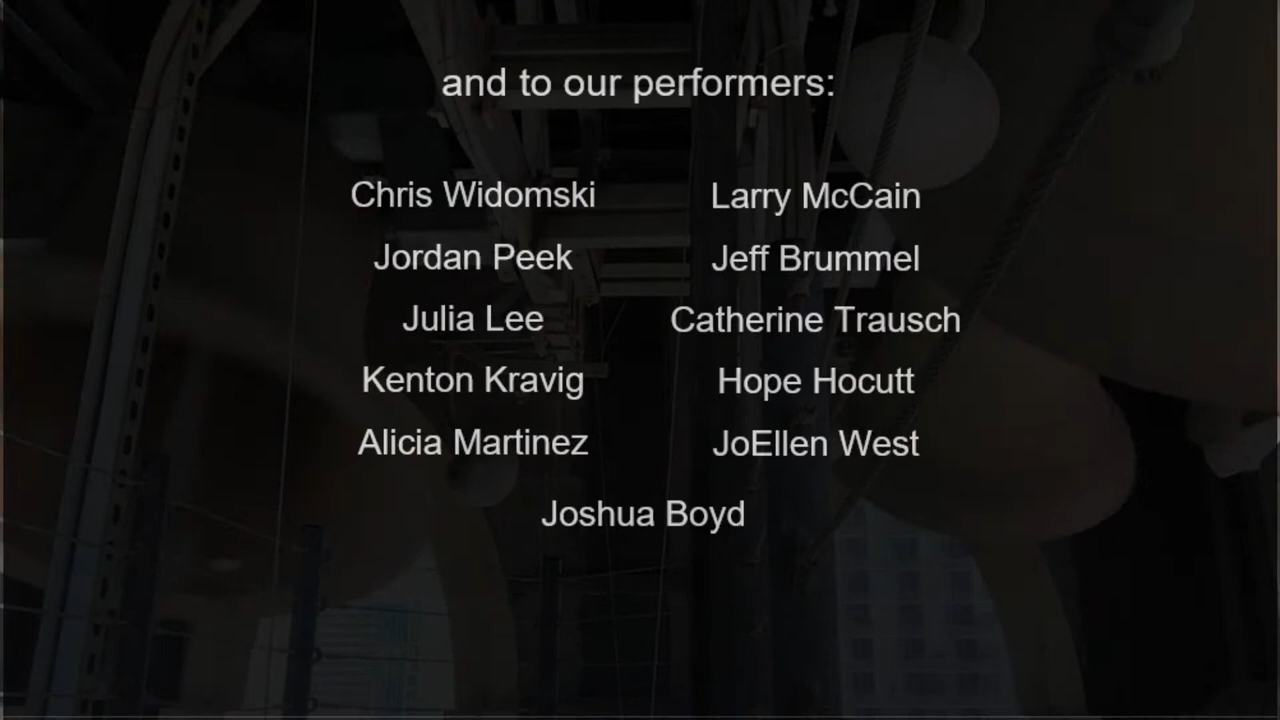 and to our performers:
Chris Widomski
Larry McCain
Jordan Peek
Jeff Brummel
Julia Lee
Catherine Trausch
Kenton Kravig
Hope Hocutt
Alicia Martinez
JoEllen West
Joshua Boyd